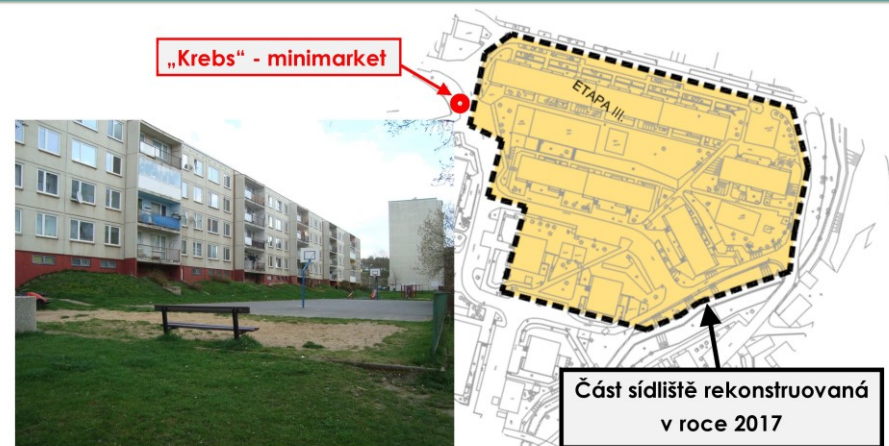 „Krebs“ - minimarket
ETAPA III.
Část sídliště rekonstruovaná
v roce 2017